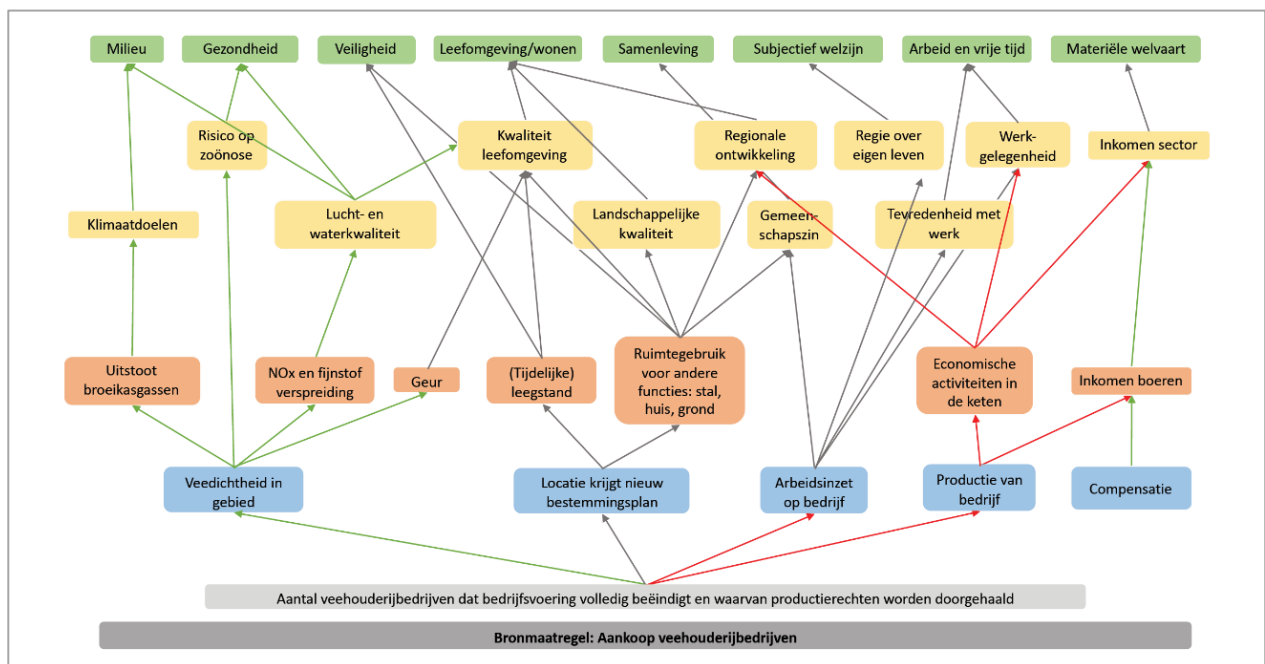 Milieu
Gezondheid
Veiligheid
Leefomgeving/wonen
Samenleving
Subjectief welzijn
Arbeid en vrije tijd
Materiële welvaart
Risico op
zoönose
Kwaliteit
leefomgeving
Regionale
ontwikkeling
Regie over
eigen leven
Werk-
gelegenheid
Inkomen sector
Klimaatdoelen
Lucht- en
waterkwaliteit
Landschappelijke
kwaliteit
Gemeen-
schapszin
Tevredenheid met
werk
Uitstoot
broeikasgassen
NOx en fijnstof
verspreiding
Geur
(Tijdelijke)
leegstand
Ruimtegebruik
voor andere
functies: stal,
huis, grond
Economische
activiteiten in
de keten
Inkomen boeren
Veedichtheid in
gebied
Locatie krijgt nieuw
bestemmingsplan
Arbeidsinzet
op bedrijf
Productie van
bedrijf
Compensatie
Aantal veehouderijbedrijven dat bedrijfsvoering volledig beëindigt en waarvan productierechten worden doorgehaald
Bronmaatregel: Aankoop veehouderijbedrijven